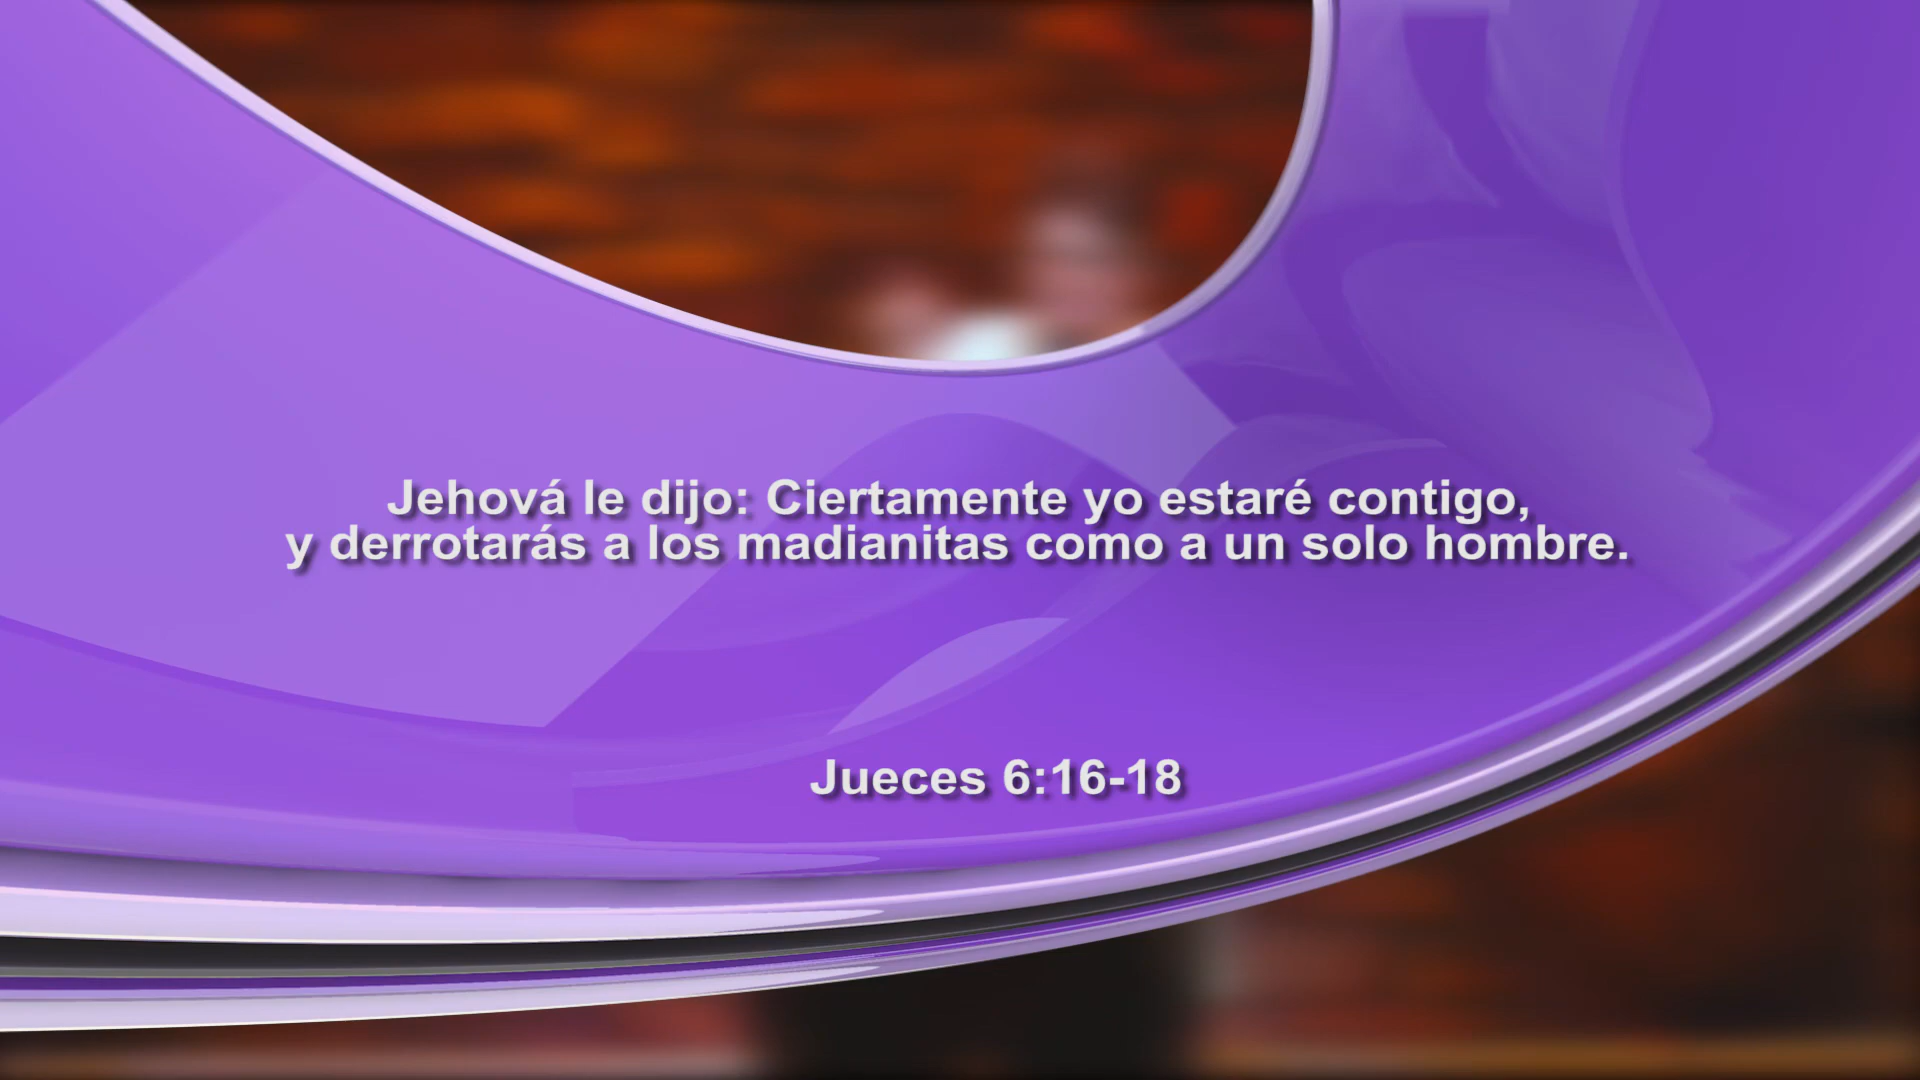 Jehová le dijo: Ciertamente yo estaré contigo,
y derrotarás a los madianitas como a un solo hombre.
Jueces 6:16-18